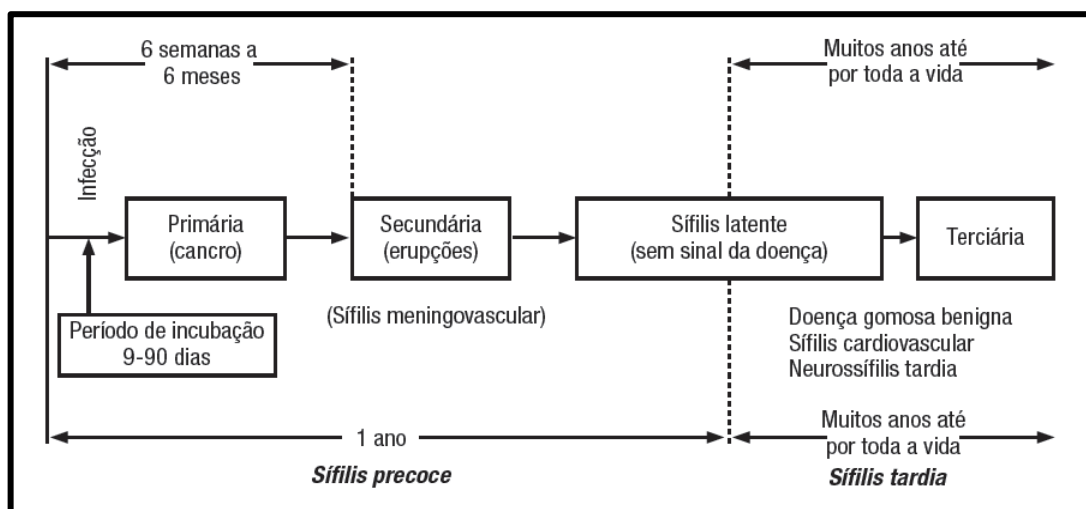 6 semanas a
6 meses
Muitos anos até
por toda a vida
Infecção
Primária
(cancro)
Secundária
(erupções)
Sífilis latente
(sem sinal da doença)
Terciária
Período de incubação
9-90 dias
(Sífilis meningovascular)
Doença gomosa benigna
Sífilis cardiovascular
Neurossífilis tardia
1 ano
Muitos anos até
por toda a vida
Sífilis precoce
Sífilis tardia